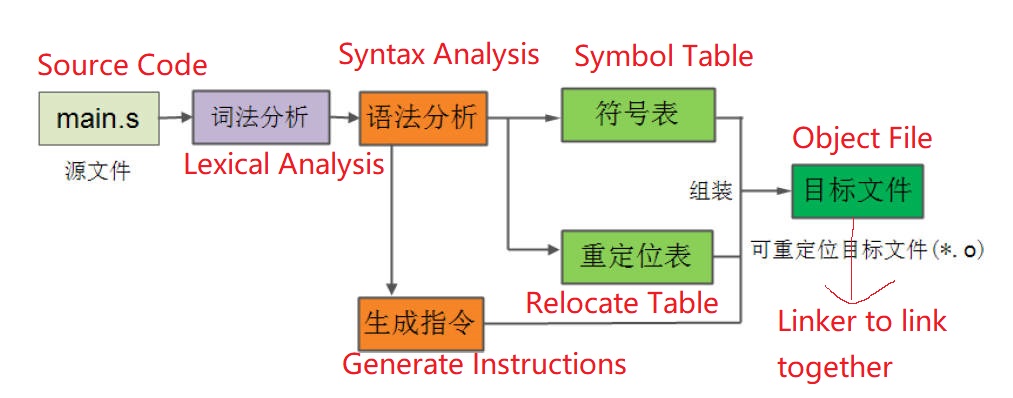 Source Code
Syntax Analysis
Symbol Table
main.s
词法分析
语法分析
符号表
源文件
Lexical Analysis
Object File
组装
目标文件
重定位表
可重定位目标文件(*.o)
Relocate Table
生成指令
Generate Instructions
Linker to link
together